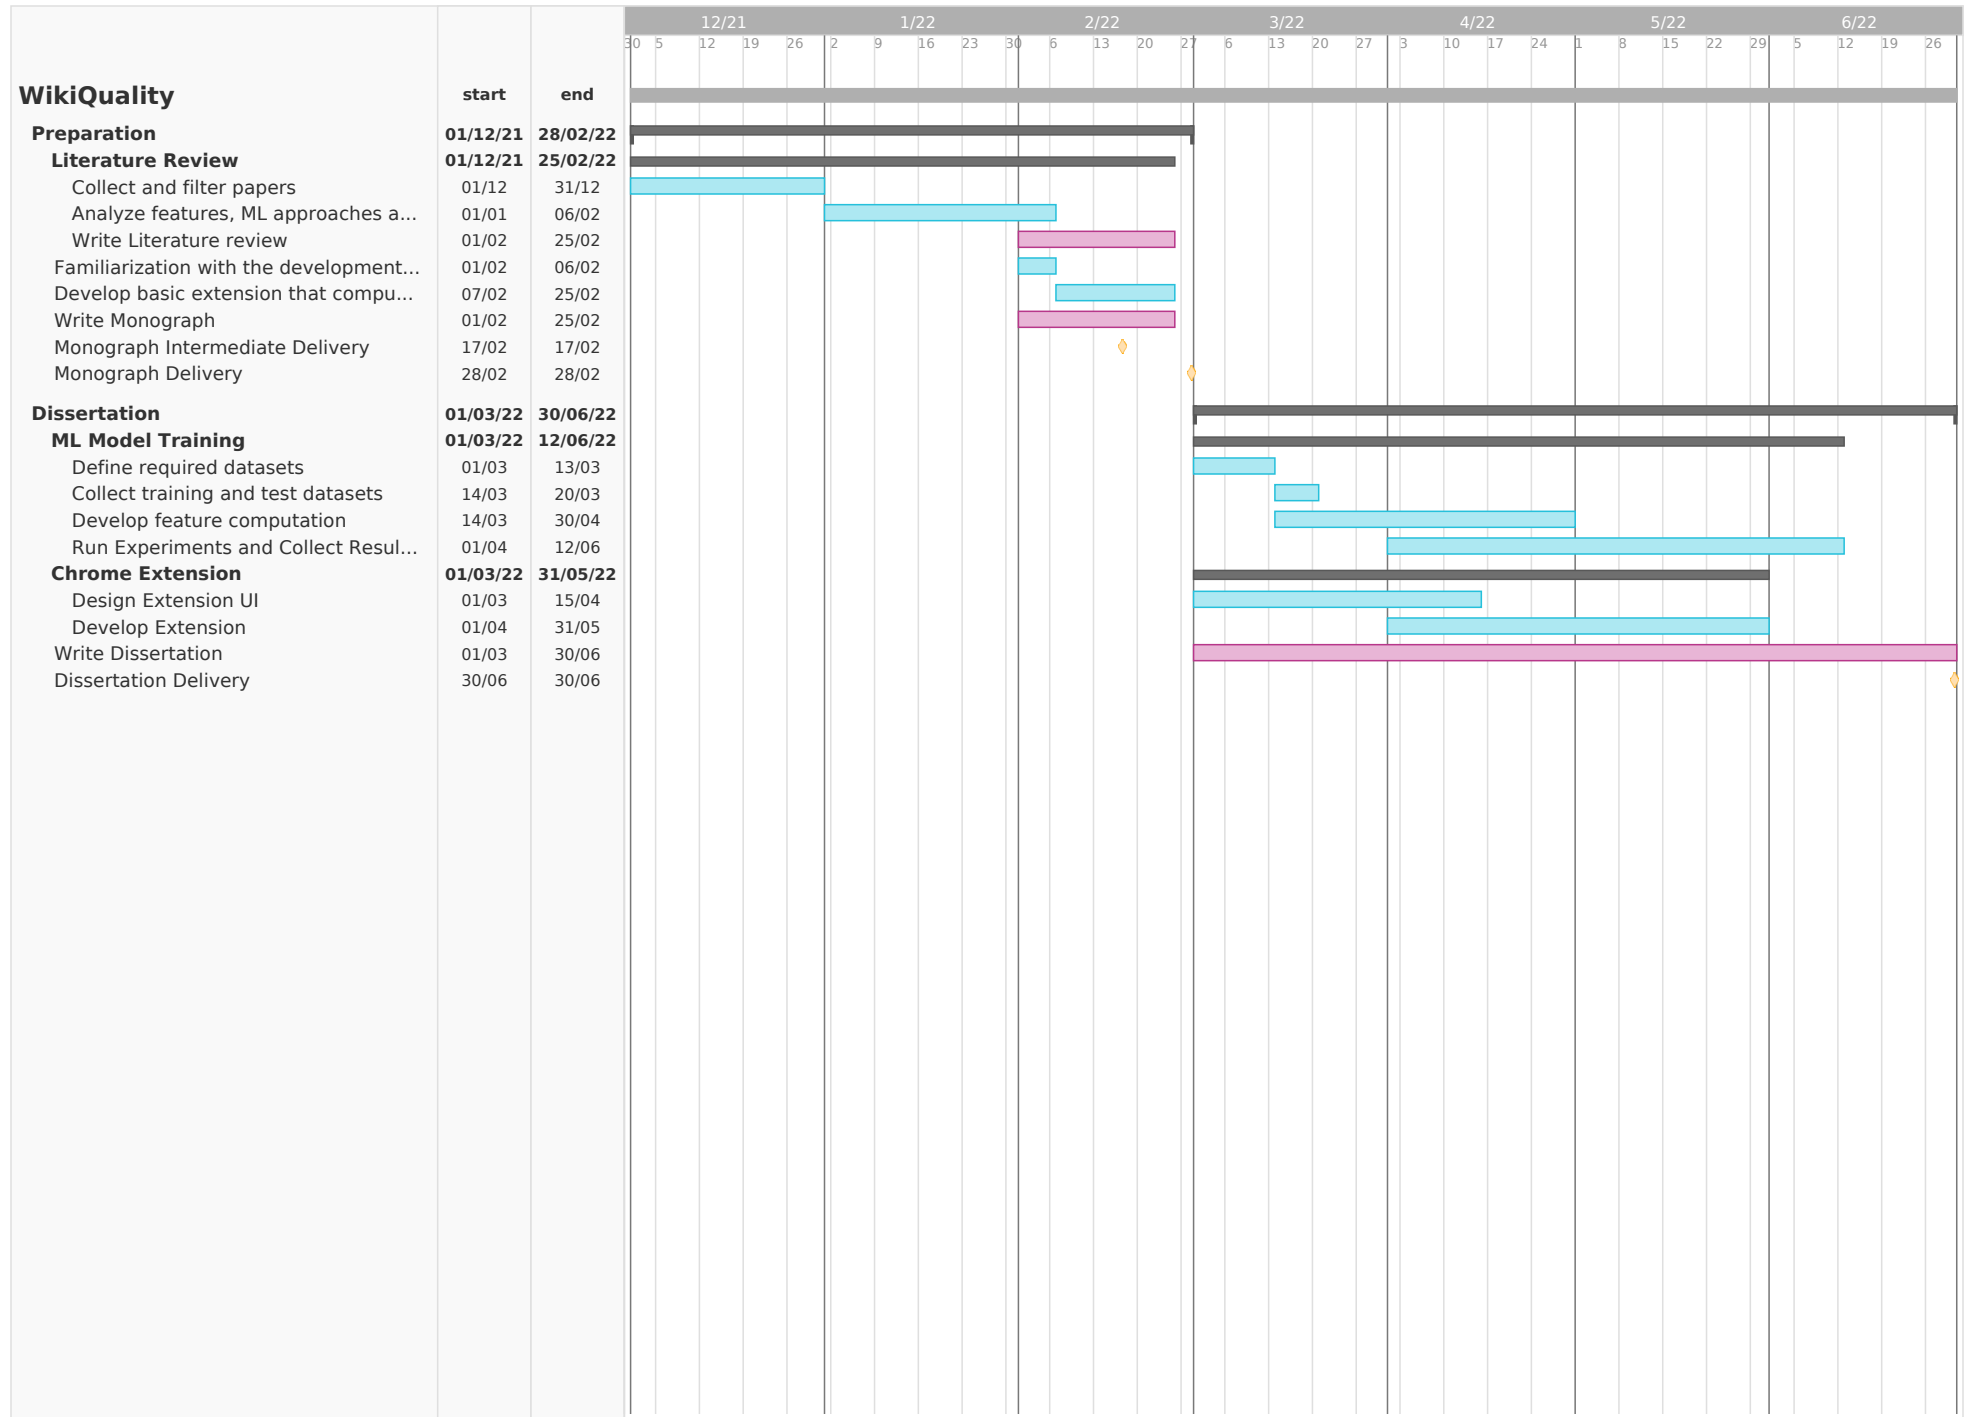 12/21 1/22 2/22 3/22 4/22 5/22 6/22
30 5 12 19 26 2 9 16 23 30 6 13 20 27 6 13 20 27 3 10 17 24 1 8 15 22 29 5 12 19 26
WikiQuality start end
Preparation 01/12/21 28/02/22
Literature Review 01/12/21 25/02/22
Collect and filter papers 01/12 31/12
Analyze features, ML approaches a... 01/01 06/02
Write Literature review 01/02 25/02
Familiarization with the development... 01/02 06/02
Develop basic extension that compu... 07/02 25/02
Write Monograph 01/02 25/02
Monograph Intermediate Delivery 17/02 17/02
Monograph Delivery 28/02 28/02
Dissertation 01/03/22 30/06/22
ML Model Training 01/03/22 12/06/22
Define required datasets 01/03 13/03
Collect training and test datasets 14/03 20/03
Develop feature computation 14/03 30/04
Run Experiments and Collect Resul... 01/04 12/06
Chrome Extension 01/03/22 31/05/22
Design Extension UI 01/03 15/04
Develop Extension 01/04 31/05
Write Dissertation 01/03 30/06
Dissertation Delivery 30/06 30/06